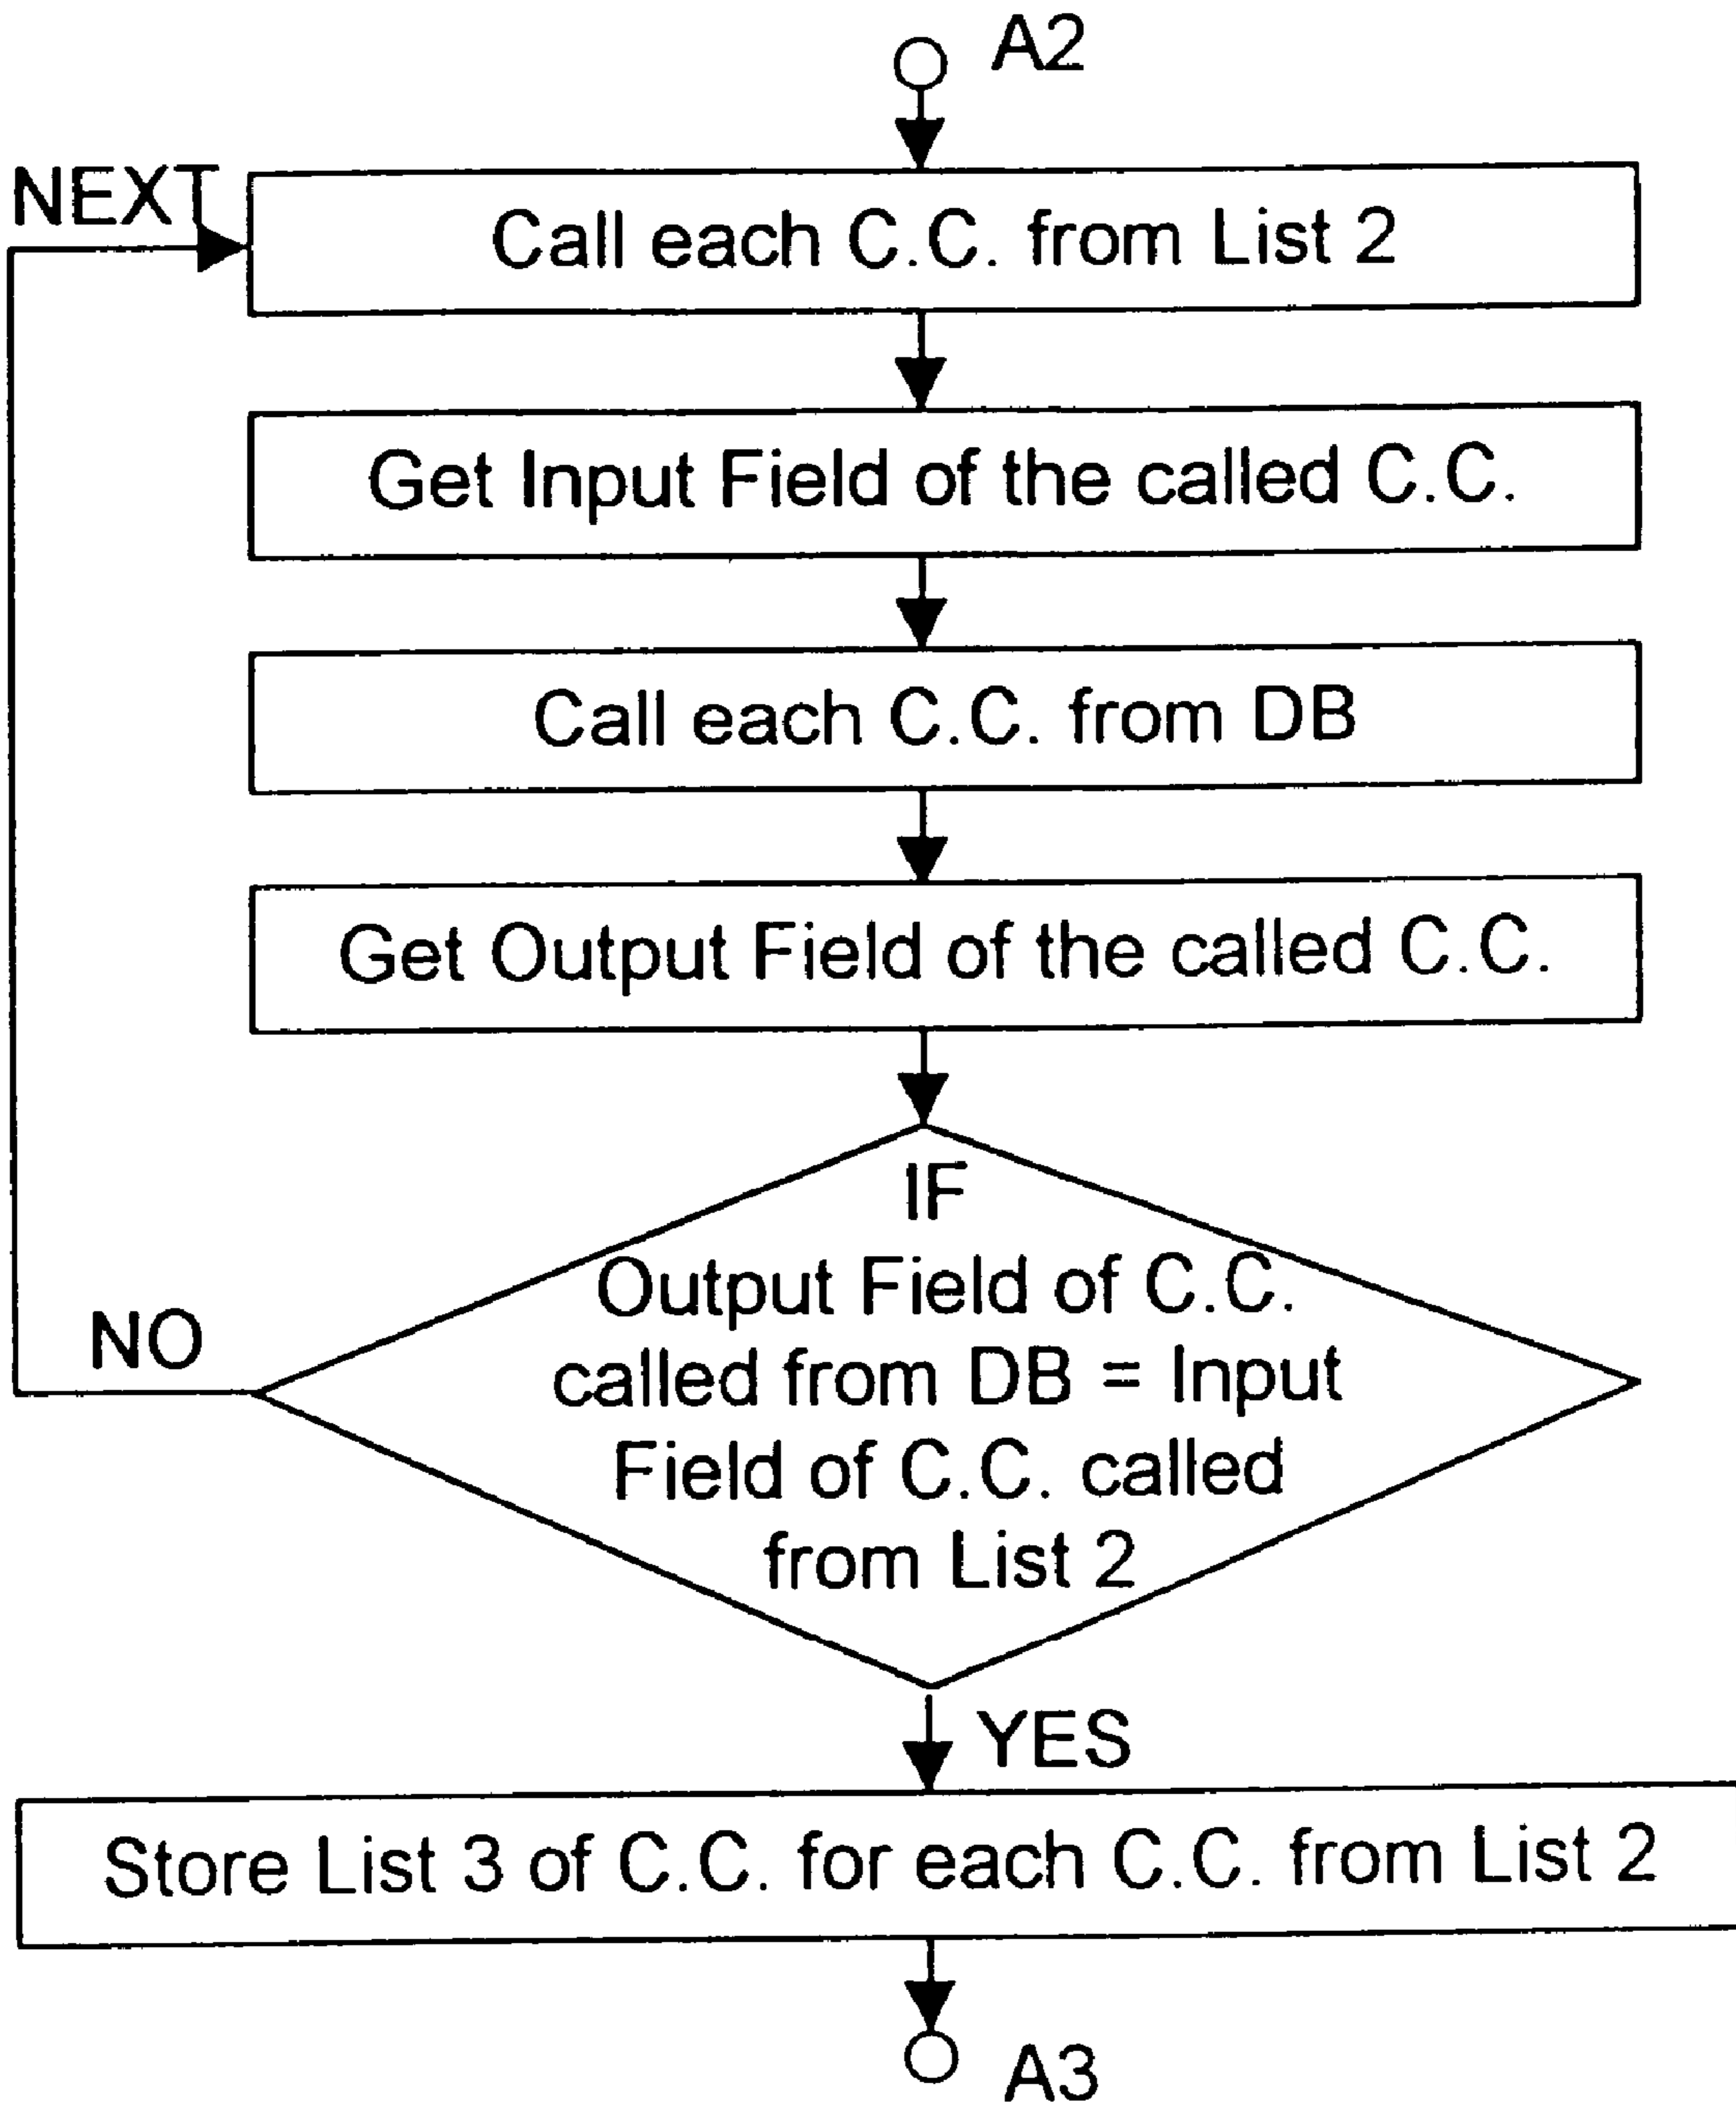 A2
NEXT
Call each C.C. from List 2
Get Input Field of the called C.C.
Call each C.C. from DB
Get Output Field of the called C.C.
IF
Output Field of C.C.
called from DB = Input
Field of C.C. called
from List 2
NO
YES
Store List 3 of C.C. for each C.C. from List 2
A3